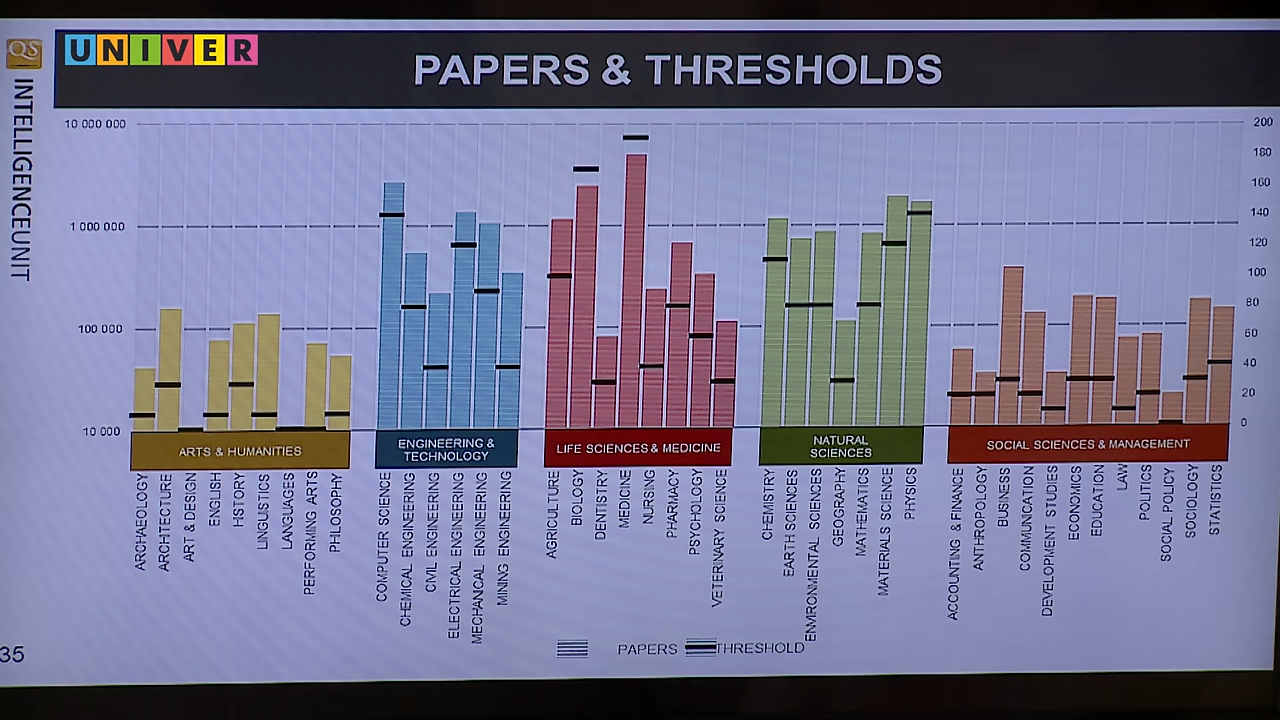 QS
INTELLIGENCEUNIT
UNIVER
PAPERS & THRESHOLDS
10 000 000
1 000 000
100 000
10 000
200
180
160
140
120
100
80
60
40
20
0
ARTS & HUMANITIES
ENGINEERING &
TECHNOLOGY
LIFE SCIENCES & MEDICINE
NATURAL
SCIENCES
SOCIAL SCIENCES & MANAGEMENT
ARCHAEOLOGY
ARCHITECTURE
ART & DESIGN
ENGLISH
HISTORY
LINGUISTICS
LANGUAGES
PERFORMING ARTS
PHILOSOPHY
COMPUTER SCIENCE
CHEMICAL ENGINEERING
CIVIL ENGINEERING
ELECTRICAL ENGINEERING
MECHANICAL ENGINEERING
MINING ENGINEERING
AGRICULTURE
BIOLOGY
DENTISTRY
MEDICINE
NURSING
PHARMACY
PSYCHOLOGY
VETERINARY SCIENCE
CHEMISTRY
EARTH SCIENCES
ENVIRONMENTAL SCIENCES
GEOGRAPHY
MATHEMATICS
MATERIALS SCIENCE
PHYSICS
ACCOUNTING & FINANCE
ANTHROPOLOGY
BUSINESS
COMMUNICATION
DEVELOPMENT STUDIES
ECONOMICS
EDUCATION
LAW
POLITICS
SOCIAL POLICY
SOCIOLOGY
STATISTICS
PAPERS
THRESHOLD
35